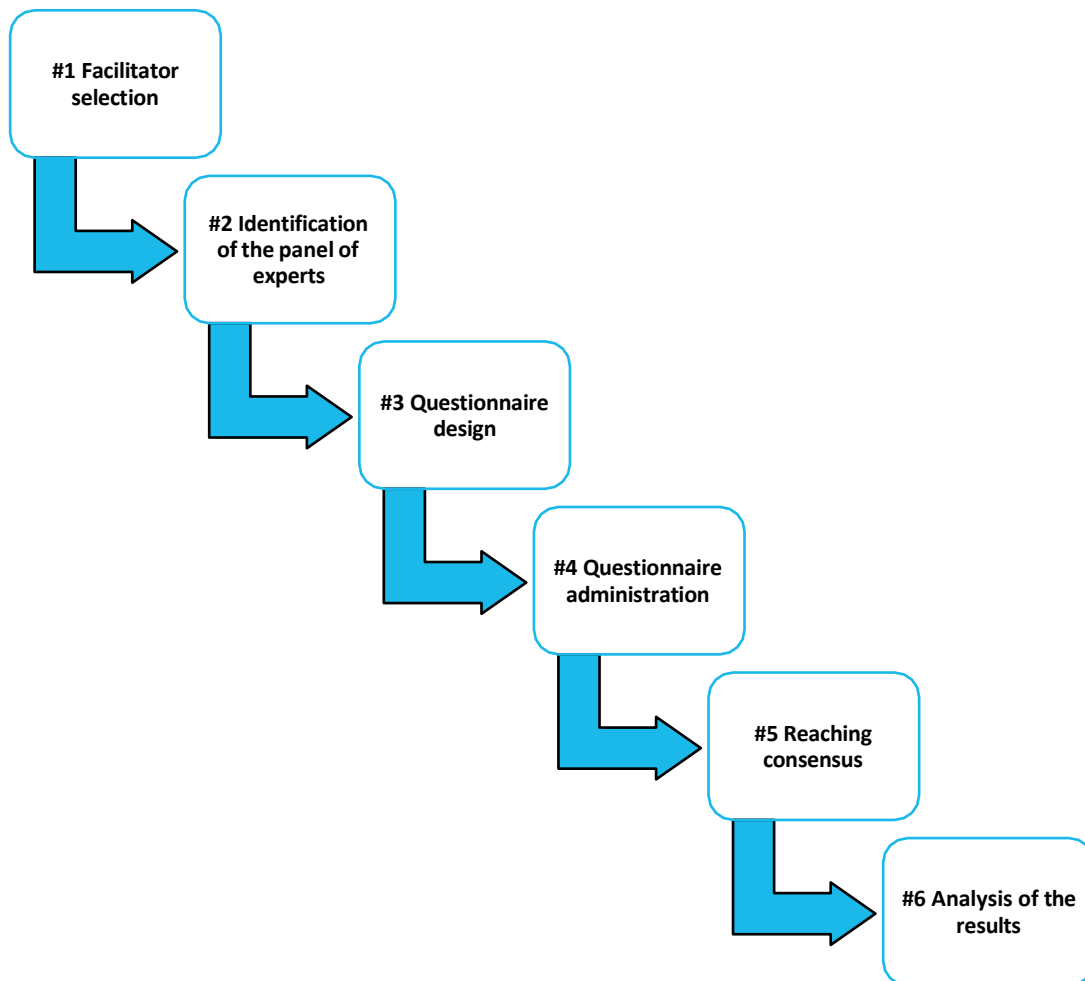 #1 Facilitator
selection
#2 Identification
of the panel of
experts
#3 Questionnaire
design
#4 Questionnaire
administration
#5 Reaching
consensus
#6 Analysis of the
results